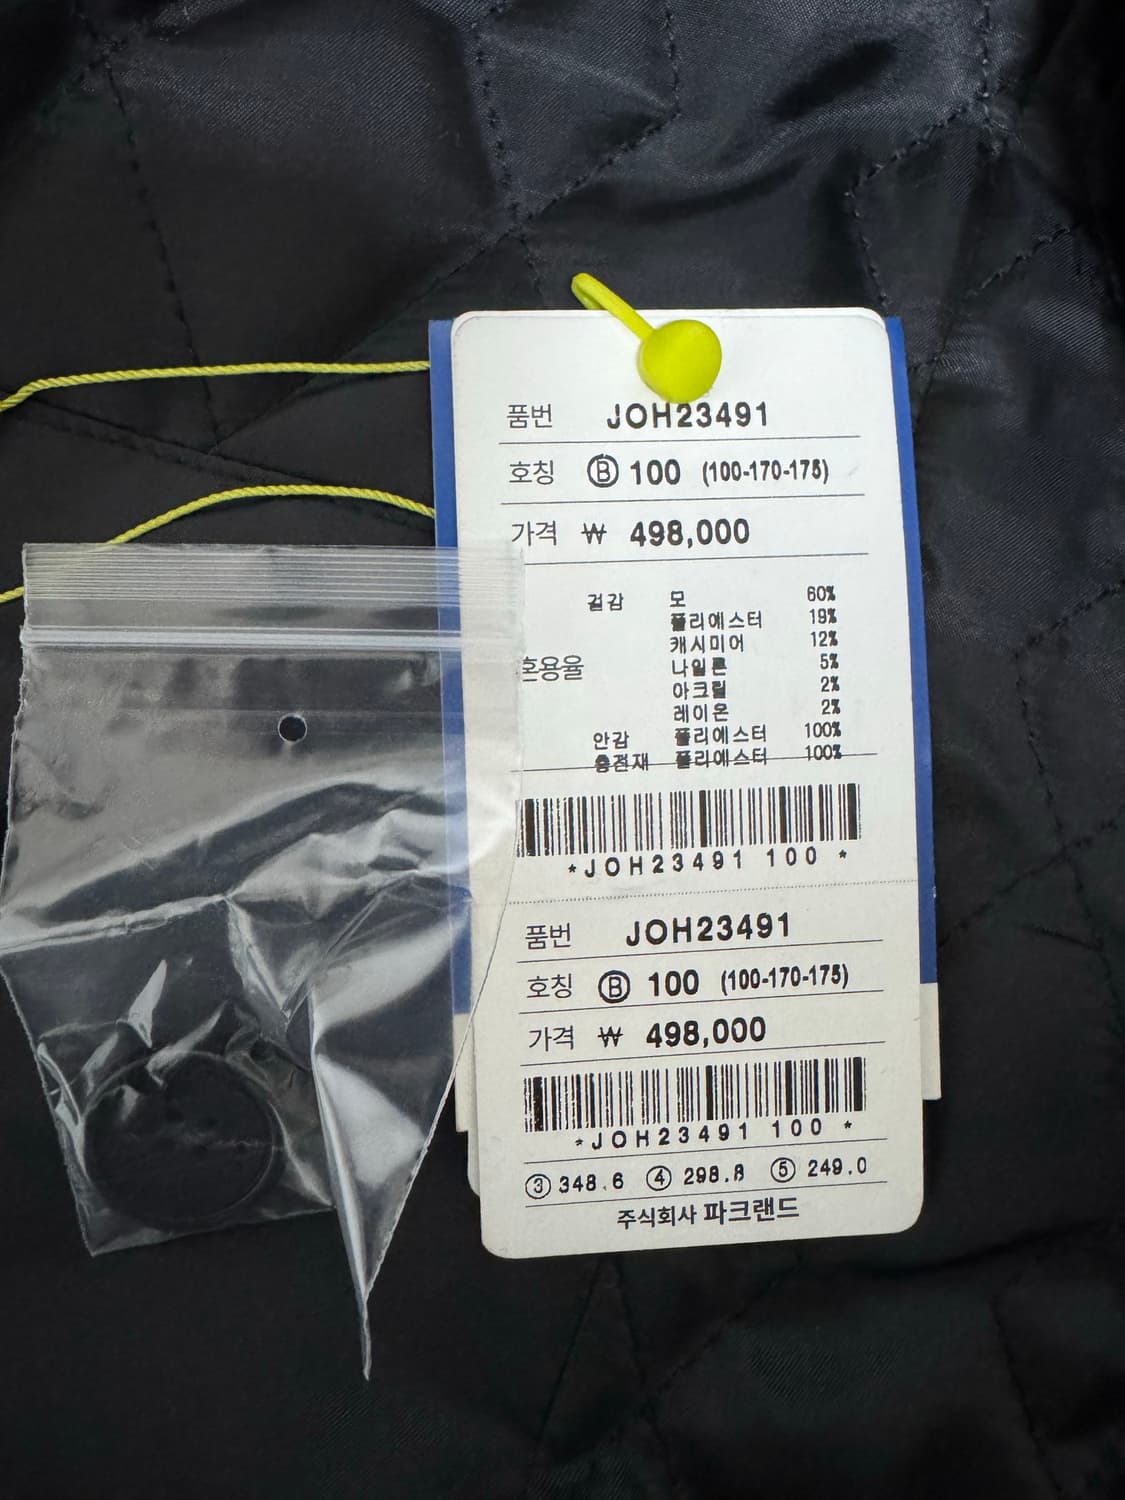 품번 JOH23491
호칭 Ⓑ 100 (100-170-175)
가격 ₩ 498,000
겉감 모 60%
폴리에스터 19%
캐시미어 12%
혼용율 나일론 5%
아크릴 2%
레이온 2%
안감 폴리에스터 100%
충전재 폴리에스터 100%
*JOH23491 100 *
품번 JOH23491
호칭 Ⓑ 100 (100-170-175)
가격 ₩ 498,000
*JOH23491 100 *
③ 348.6 ④ 298.8 ⑤ 249.0
주식회사 파크랜드